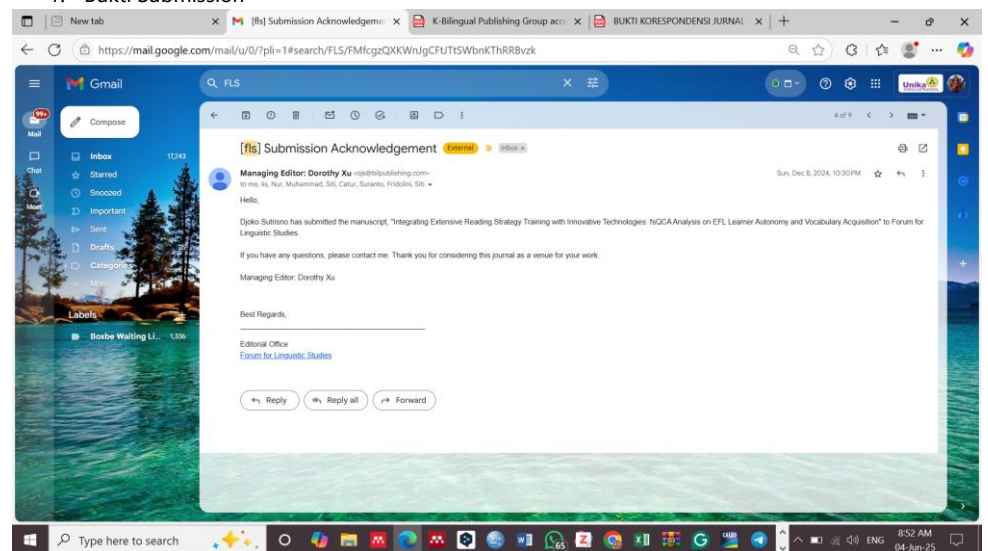 Bukti Submission
New tab
[fls] Submission Acknowledgeme
K-Bilingual Publishing Group acc
BUKTI KORESPONDENSI JURNAL
https://mail.google.com/mail/u/0/?pli=1#search/FLS/FMfcgzQXKWnJgCFtJTtSWbnKThRRBvzk
Gmail
FLS
Unika
99+
Mail
Compose
4 of 9
Chat
Meet
Inbox 17,243
Starred
Snoozed
Important
Sent
Drafts
Categories
More
Labels
Boxbe Waiting Li... 1,336
[fls] Submission Acknowledgement External Inbox x
Managing Editor: Dorothy Xu <ojs@bilpublishing.com>
Sun, Dec 8, 2024, 10:30 PM
to me, Iis, Nur, Muhammad, Siti, Catur, Suranto, Fridolini, Siti
Hello,
Djoko Sutrisno has submitted the manuscript, "Integrating Extensive Reading Strategy Training with Innovative Technologies: fsQCA Analysis on EFL Learner Autonomy and Vocabulary Acquisition" to Forum for
Linguistic Studies.
If you have any questions, please contact me. Thank you for considering this journal as a venue for your work.
Managing Editor: Dorothy Xu
Best Regards,
Editorial Office
Forum for Linguistic Studies
Reply
Reply all
Forward
Type here to search
65
ENG
8:52 AM
04-Jun-25